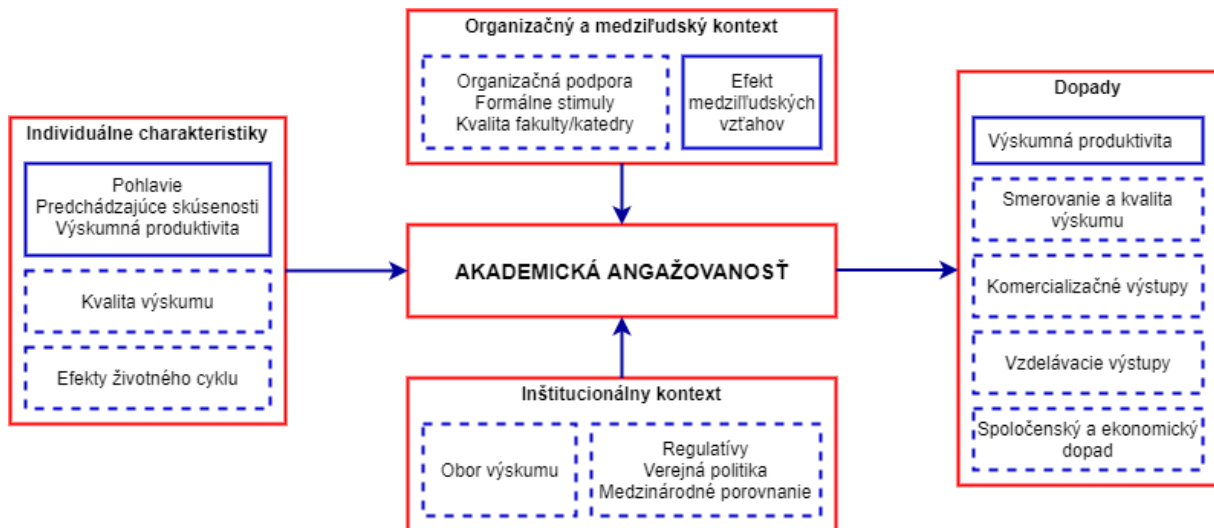 Organizačný a medziľudský kontext
Organizačná podpora
Formálne stimuly
Kvalita fakulty/katedry
Efekt
medziľľudských
vzťahov
Individuálne charakteristiky
Pohlavie
Predchádzajúce skúsenosti
Výskumná produktivita
Kvalita výskumu
Efekty životného cyklu
AKADEMICKÁ ANGAŽOVANOSŤ
Inštitucionálny kontext
Obor výskumu
Regulatívy
Verejná politika
Medzinárodné porovnanie
Dopady
Výskumná produktivita
Smerovanie a kvalita
výskumu
Komercializačné výstupy
Vzdelávacie výstupy
Spoločenský a ekonomický
dopad